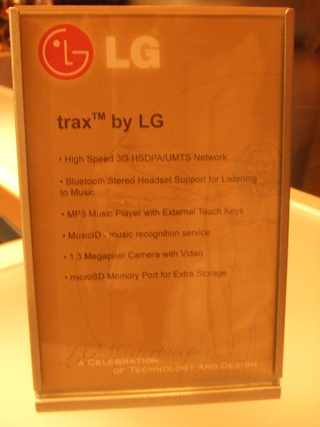 LG
trax™ by LG
• High Speed 3G HSDPA/UMTS Network
• Bluetooth Stereo Headset Support for Listening
to Music
• MP3 Music Player with External Touch Keys
• MusicID - music recognition service
• 1.3 Megapixel Camera with Video
• microSD Memory Port for Extra Storage
LG
A CELEBRATION
OF TECHNOLOGY AND DESIGN